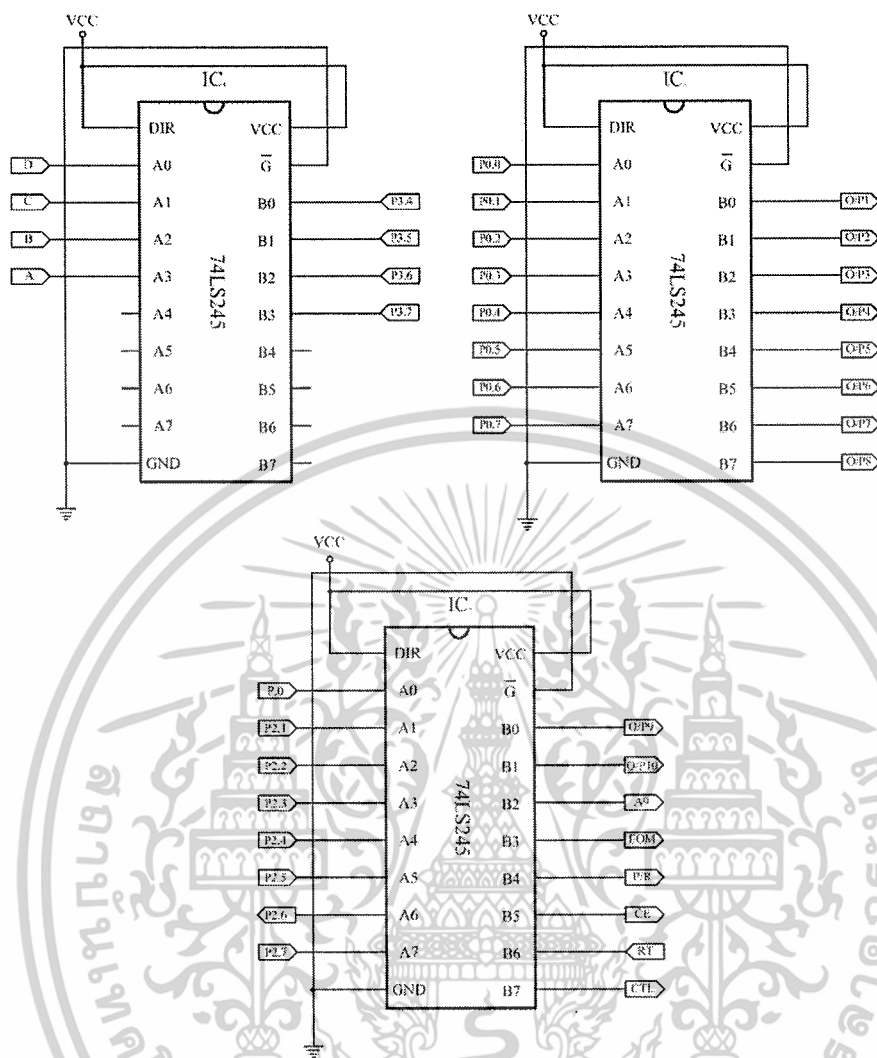 VCC
IC
DIR
VCC
D
A0
G
C
A1
B0
P3.4
B
A2
B1
P3.5
A
A3
B2
P3.6
A4
B3
P3.7
A5
B4
A6
B5
A7
B6
GND
B7
74LS245
VCC
IC
DIR
VCC
P0.0
A0
G
P0.1
A1
B0
O/P1
P0.2
A2
B1
O/P2
P0.3
A3
B2
O/P3
P0.4
A4
B3
O/P4
P0.5
A5
B4
O/P5
P0.6
A6
B5
O/P6
P0.7
A7
B6
O/P7
GND
B7
O/P8
74LS245
VCC
IC
DIR
VCC
P.0
A0
G
P2.1
A1
B0
O/P9
P2.2
A2
B1
O/P10
P2.3
A3
B2
A9
P2.4
A4
B3
EOM
P2.5
A5
B4
P/R
P2.6
A6
B5
CE
P2.7
A7
B6
RT
GND
B7
CTL
74LS245